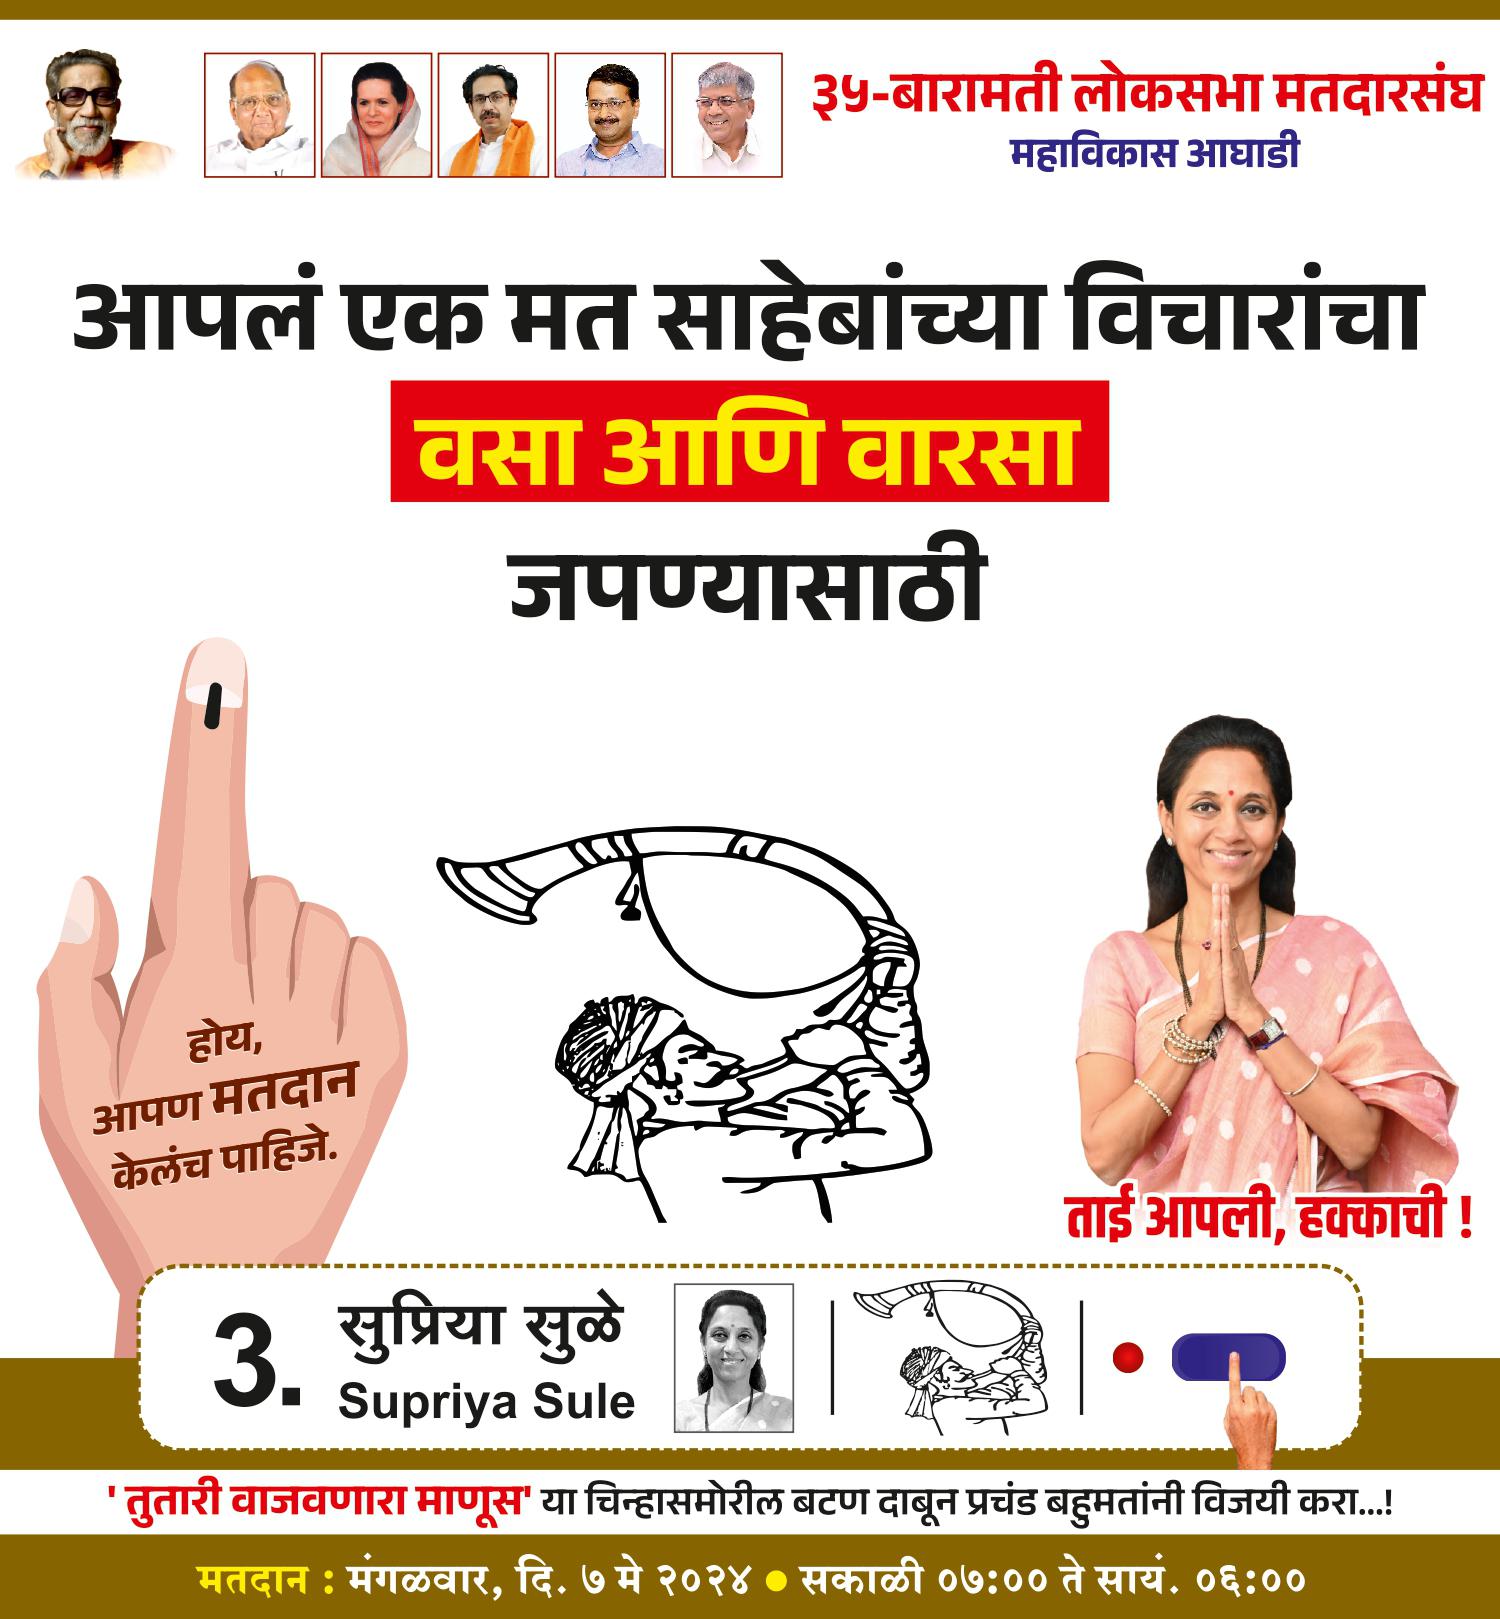 ३५-बारामती लोकसभा मतदारसंघ
महाविकास आघाडी
आपलं एक मत साहेबांच्या विचारांचा
वसा आणि वारसा
जपण्यासाठी
होय,
आपण मतदान
केलंच पाहिजे.
ताई आपली, हक्काची !
3. सुप्रिया सुळे
Supriya Sule
' तुतारी वाजवणारा माणूस' या चिन्हासमोरील बटण दाबून प्रचंड बहुमतांनी विजयी करा...!
मतदान : मंगळवार, दि. ७ मे २०२४ ● सकाळी ०७:०० ते सायं. ०६:००